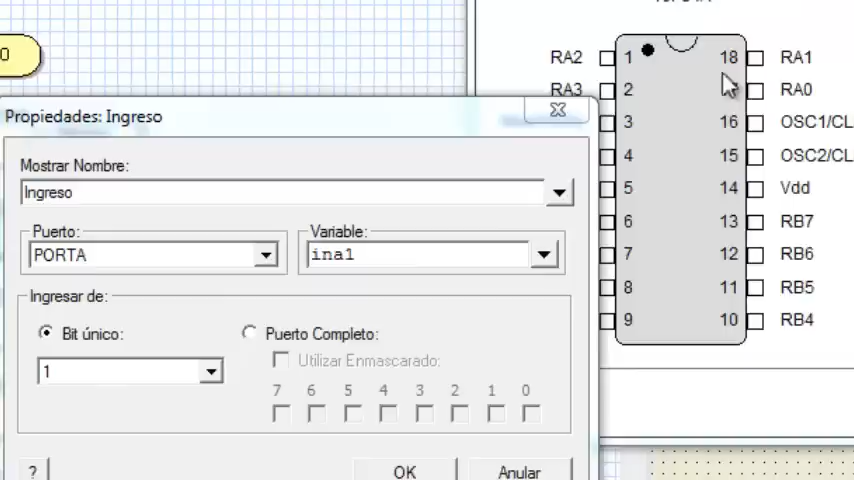 0
RA2 1 18 RA1
RA3 2 RA0
3 16 OSC1/CL
4 15 OSC2/CL
5 14 Vdd
6 13 RB7
7 12 RB6
8 11 RB5
9 10 RB4
Propiedades: Ingreso
Mostrar Nombre:
Ingreso
Puerto: Variable:
PORTA ina1
Ingresar de:
Bit único: Puerto Completo:
1 Utilizar Enmascarado:
7 6 5 4 3 2 1 0
? OK Anular